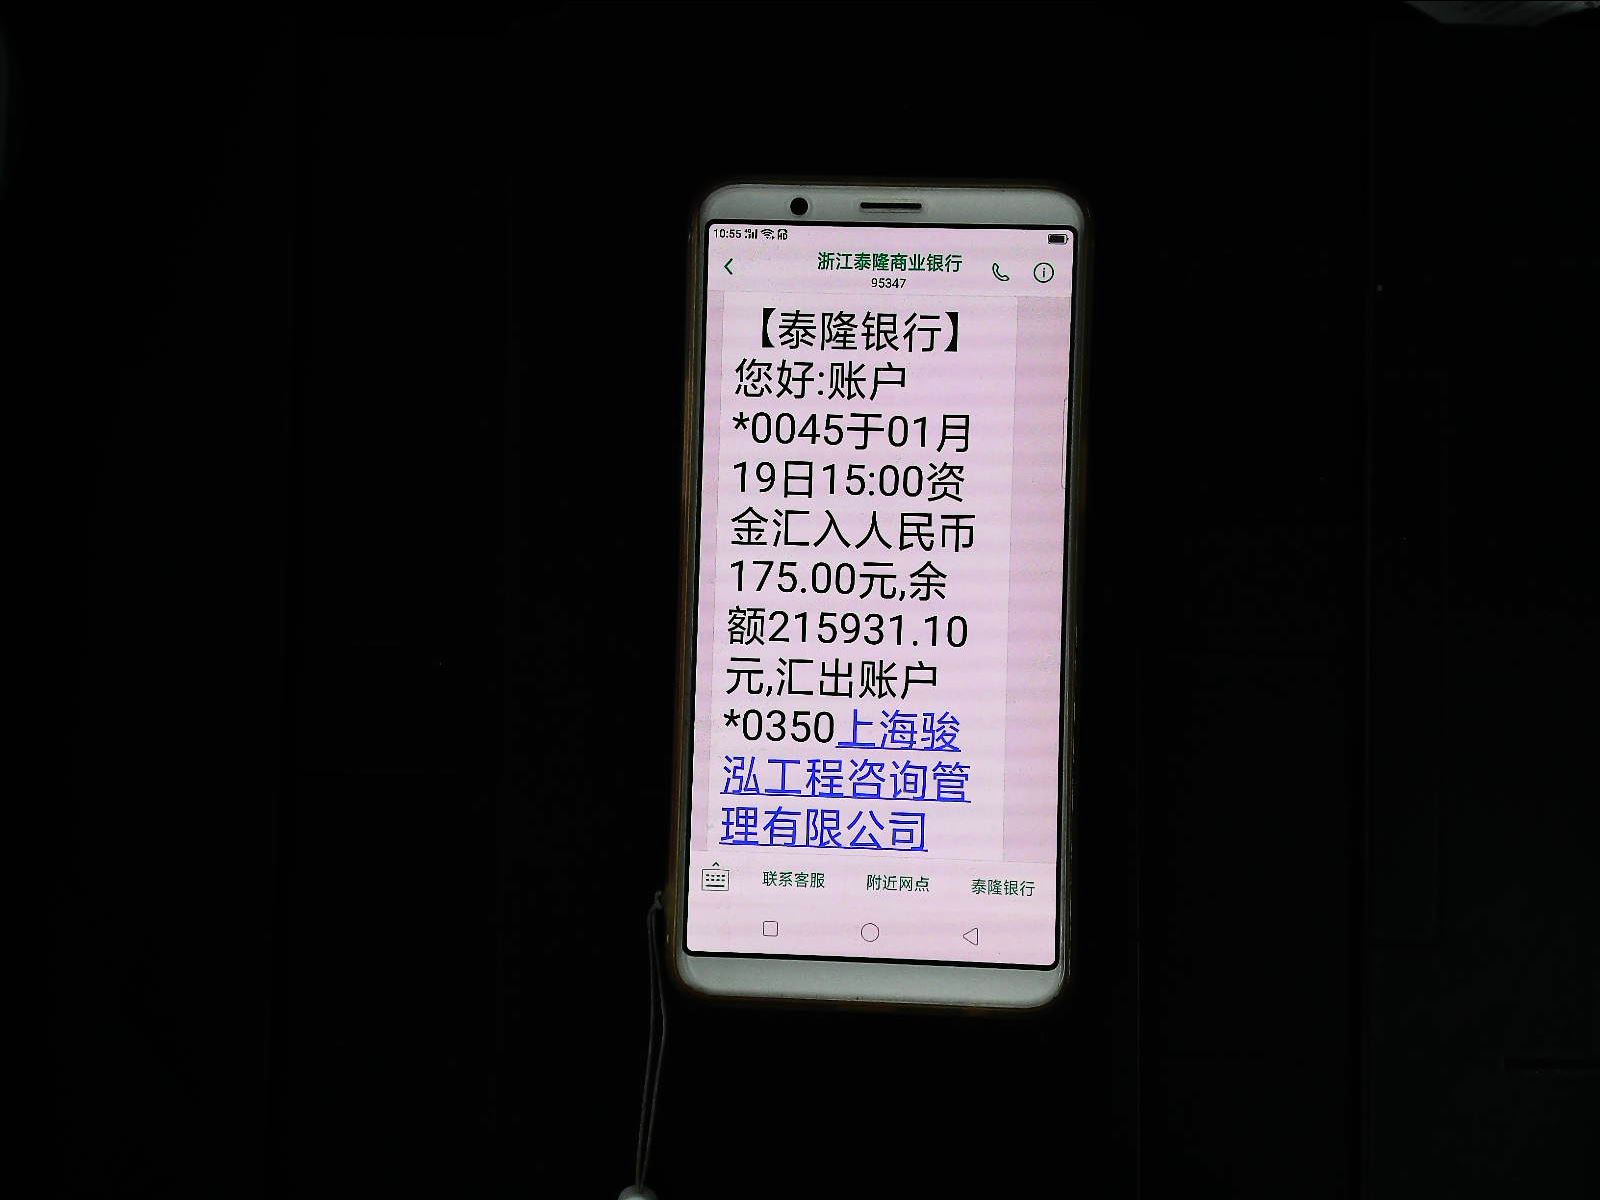 10:55
浙江泰隆商业银行
95347
【泰隆银行】
您好:账户
*0045于01月
19日15:00资
金汇入人民币
175.00元,余
额215931.10
元,汇出账户
*0350上海骏
泓工程咨询管
理有限公司
联系客服 附近网点 泰隆银行